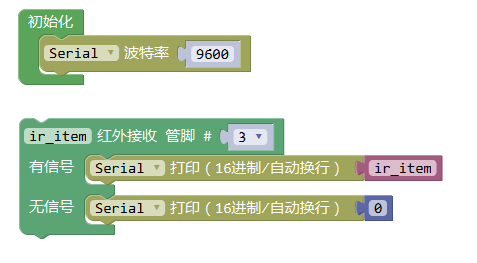 初始化
Serial 波特率 9600
ir_item 红外接收 管脚 # 3
有信号 Serial 打印（16进制/自动换行） ir_item
无信号 Serial 打印（16进制/自动换行） 0